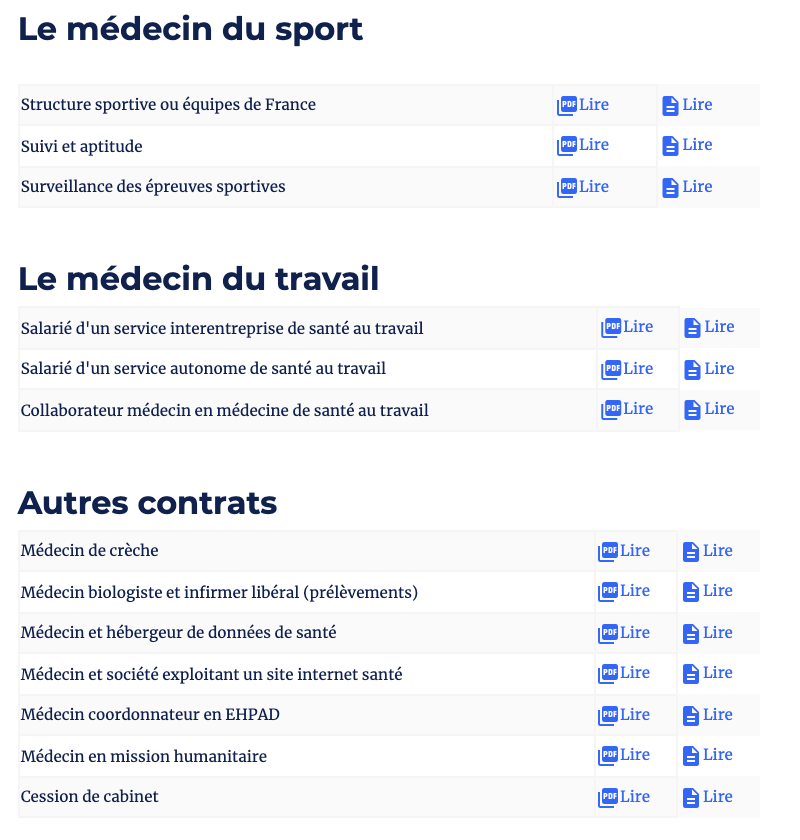 Le médecin du sport
Structure sportive ou équipes de France PDF Lire Lire
Suivi et aptitude PDF Lire Lire
Surveillance des épreuves sportives PDF Lire Lire
Le médecin du travail
Salarié d'un service interentreprise de santé au travail PDF Lire Lire
Salarié d'un service autonome de santé au travail PDF Lire Lire
Collaborateur médecin en médecine de santé au travail PDF Lire Lire
Autres contrats
Médecin de crèche PDF Lire Lire
Médecin biologiste et infirmer libéral (prélèvements) PDF Lire Lire
Médecin et hébergeur de données de santé PDF Lire Lire
Médecin et société exploitant un site internet santé PDF Lire Lire
Médecin coordonnateur en EHPAD PDF Lire Lire
Médecin en mission humanitaire PDF Lire Lire
Cession de cabinet PDF Lire Lire